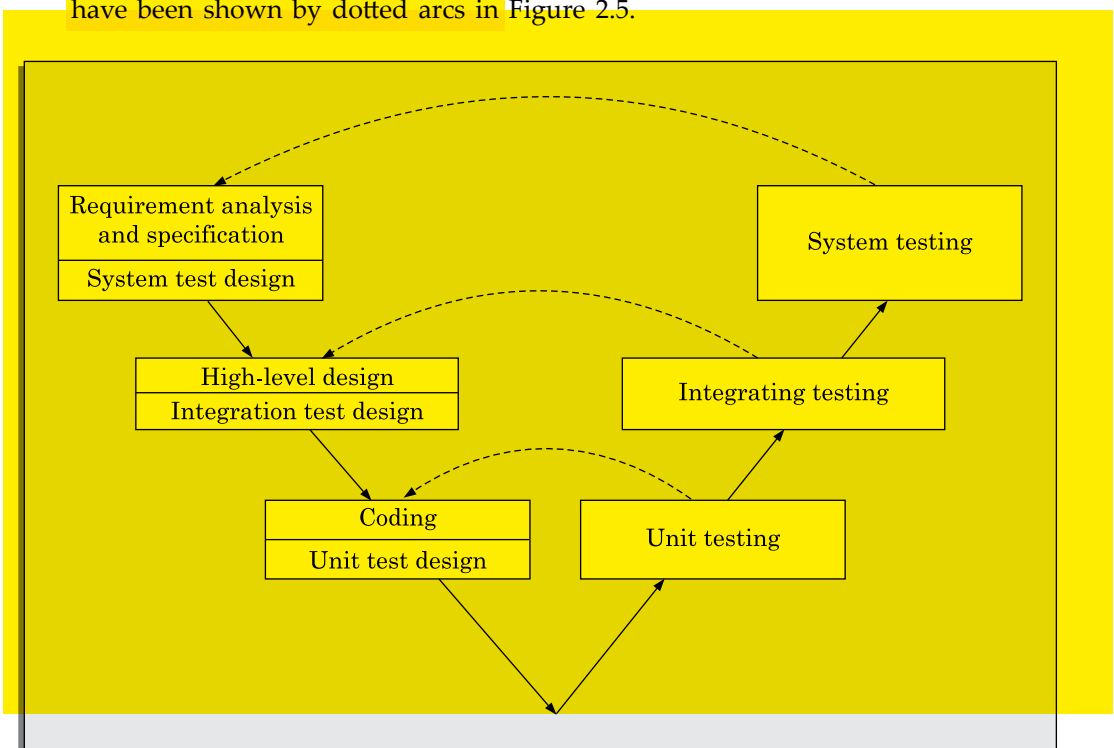 have been shown by dotted arcs in Figure 2.5.
Requirement analysis
and specification
System test design
System testing
High-level design
Integration test design
Integrating testing
Coding
Unit test design
Unit testing